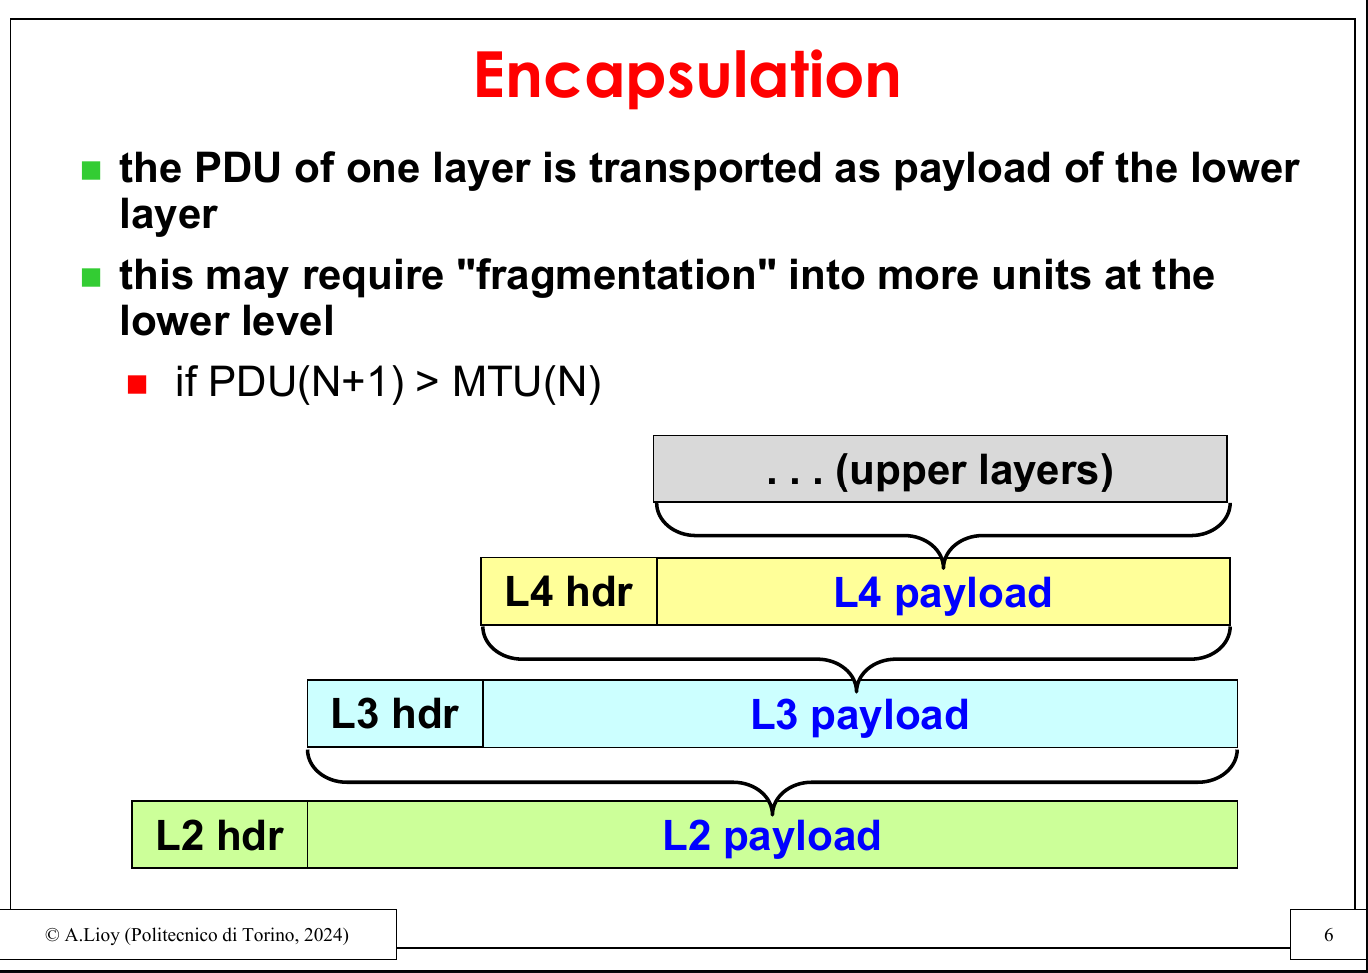 Encapsulation
the PDU of one layer is transported as payload of the lower
layer
this may require "fragmentation" into more units at the
lower level
if PDU(N+1) > MTU(N)
. . . (upper layers)
L4 hdr L4 payload
L3 hdr L3 payload
L2 hdr L2 payload
© A.Lioy (Politecnico di Torino, 2024) 6